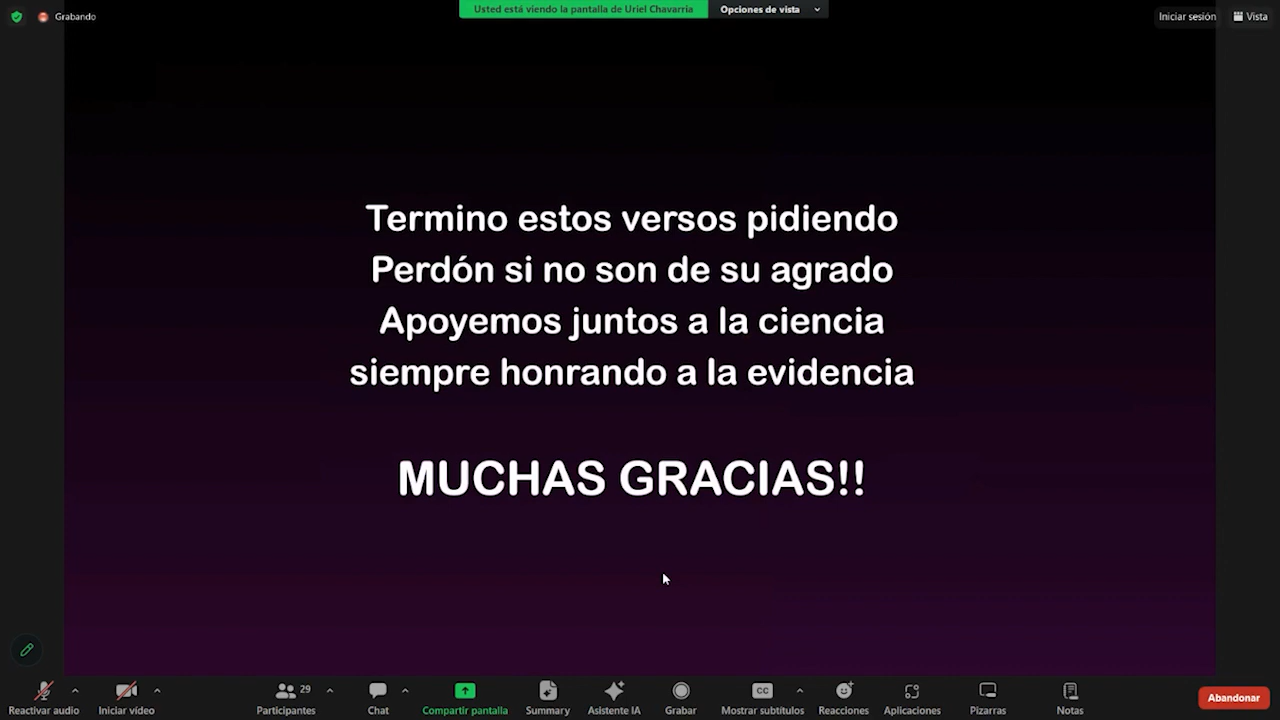 Grabando
Usted está viendo la pantalla de Uriel Chavarria
Opciones de vista
Iniciar sesión
Vista
Termino estos versos pidiendo
Perdón si no son de su agrado
Apoyemos juntos a la ciencia
siempre honrando a la evidencia
MUCHAS GRACIAS!!
Reactivar audio
Iniciar vídeo
29
Participantes
Chat
Compartir pantalla
Summary
Asistente IA
Grabar
CC
Mostrar subtítulos
Reacciones
Aplicaciones
Pizarras
Notas
Abandonar